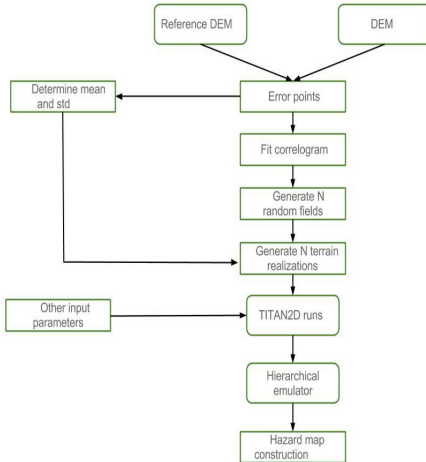 Reference DEM
DEM
Determine mean
and std
Error points
Fit correlogram
Generate N
random fields
Generate N terrain
realizations
Other input
parameters
TITAN2D runs
Hierarchical
emulator
Hazard map
construction